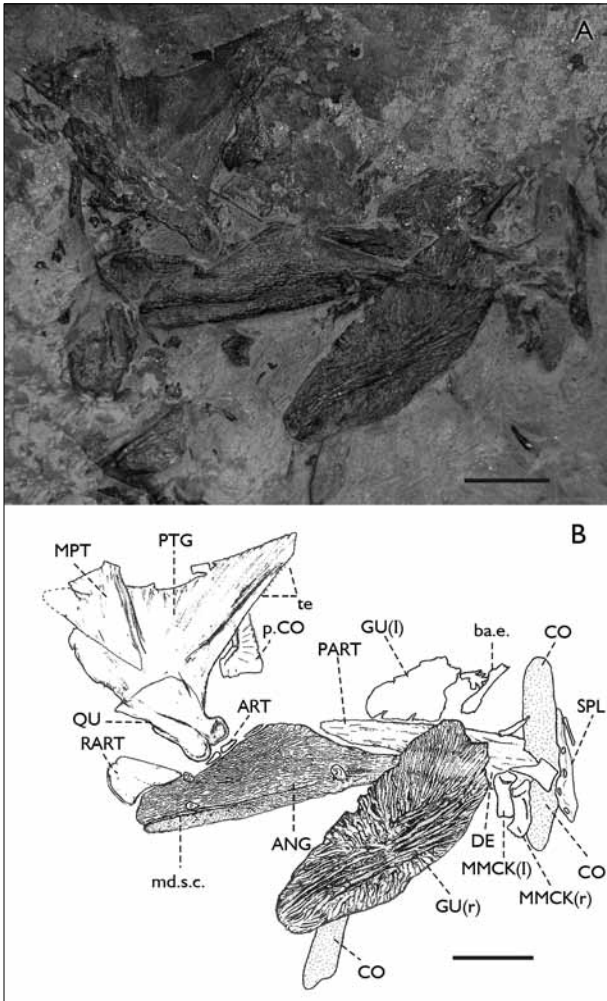 A
B
MPT
PTG
te
p.CO
GU(l)
ba.e.
CO
PART
SPL
QU
ART
RART
md.s.c.
ANG
GU(r)
DE
MMCK(l)
CO
MMCK(r)
CO